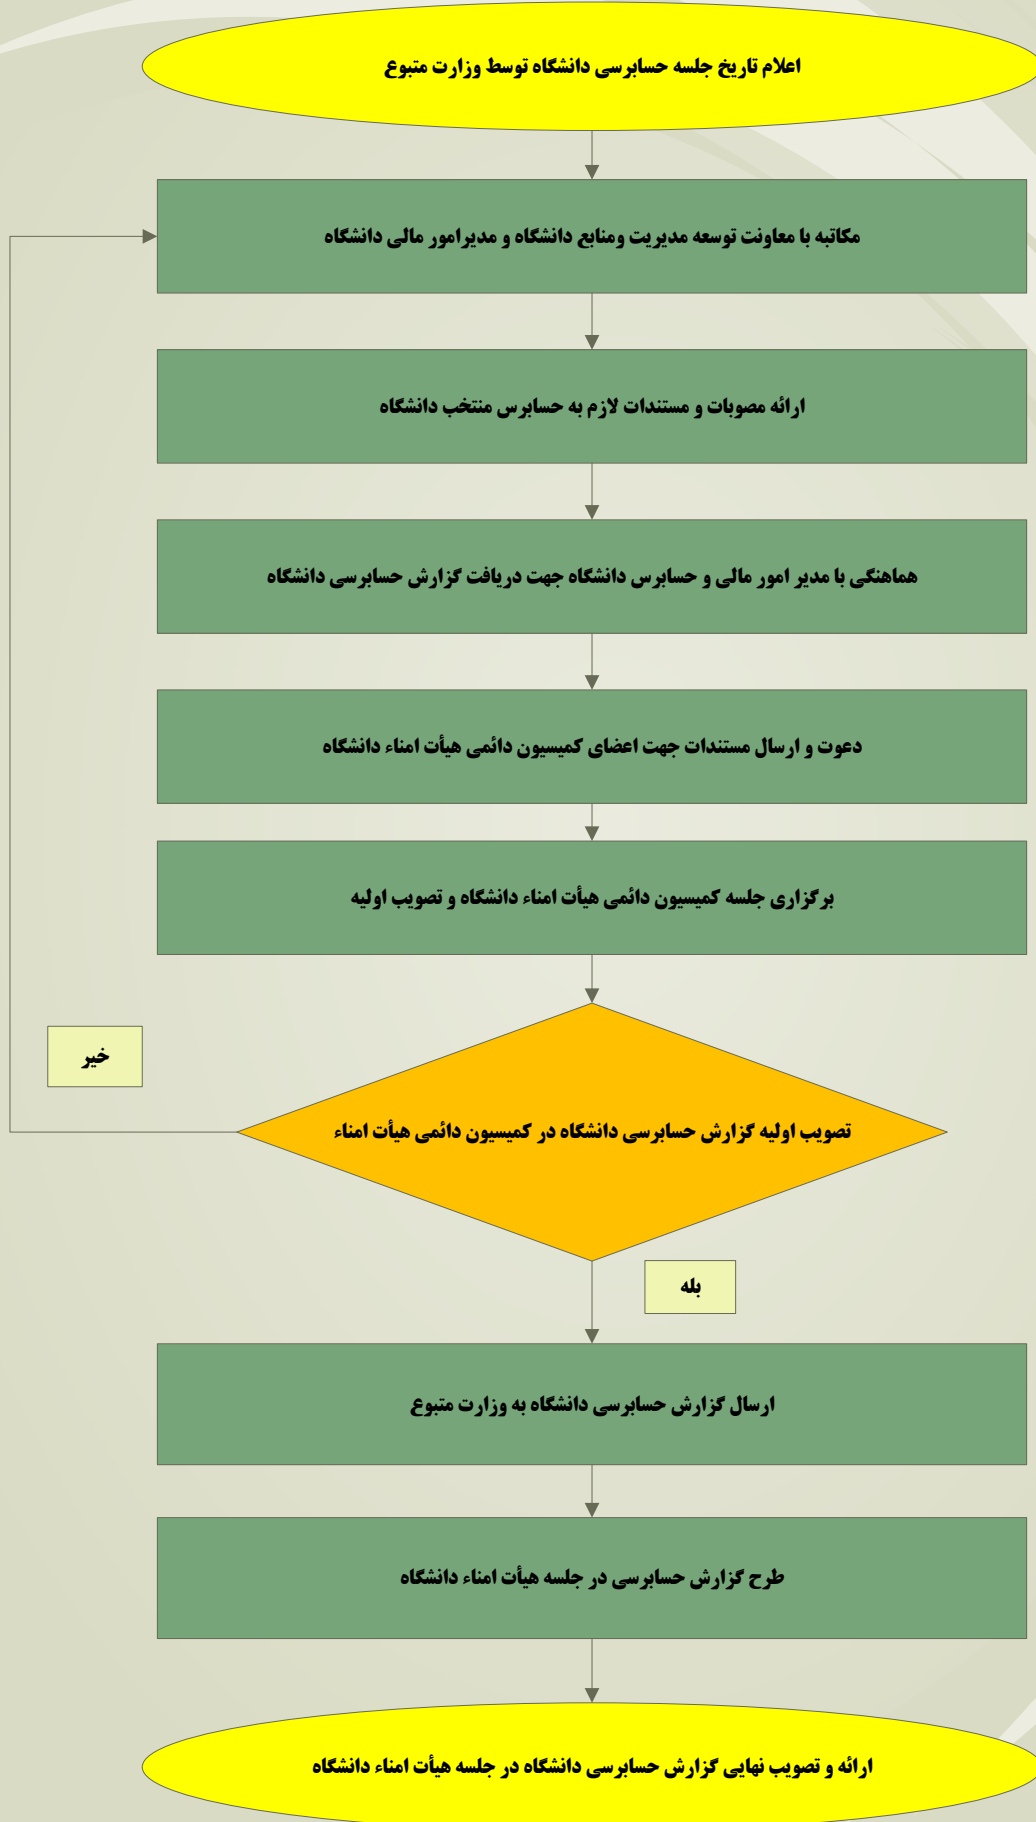 اعلام تاریخ جلسه حسابرسی دانشگاه توسط وزارت متبوع
مکاتبه با معاونت توسعه مدیریت ومنابع دانشگاه و مدیرامور مالی دانشگاه
ارائه مصوبات و مستندات لازم به حسابرس منتخب دانشگاه
هماهنگی با مدیر امور مالی و حسابرس دانشگاه جهت دریافت گزارش حسابرسی دانشگاه
دعوت و ارسال مستندات جهت اعضای کمیسیون دائمی هیأت امناء دانشگاه
برگزاری جلسه کمیسیون دائمی هیأت امناء دانشگاه و تصویب اولیه
خیر
تصویب اولیه گزارش حسابرسی دانشگاه در کمیسیون دائمی هیأت امناء
بله
ارسال گزارش حسابرسی دانشگاه به وزارت متبوع
طرح گزارش حسابرسی در جلسه هیأت امناء دانشگاه
ارائه و تصویب نهایی گزارش حسابرسی دانشگاه در جلسه هیأت امناء دانشگاه